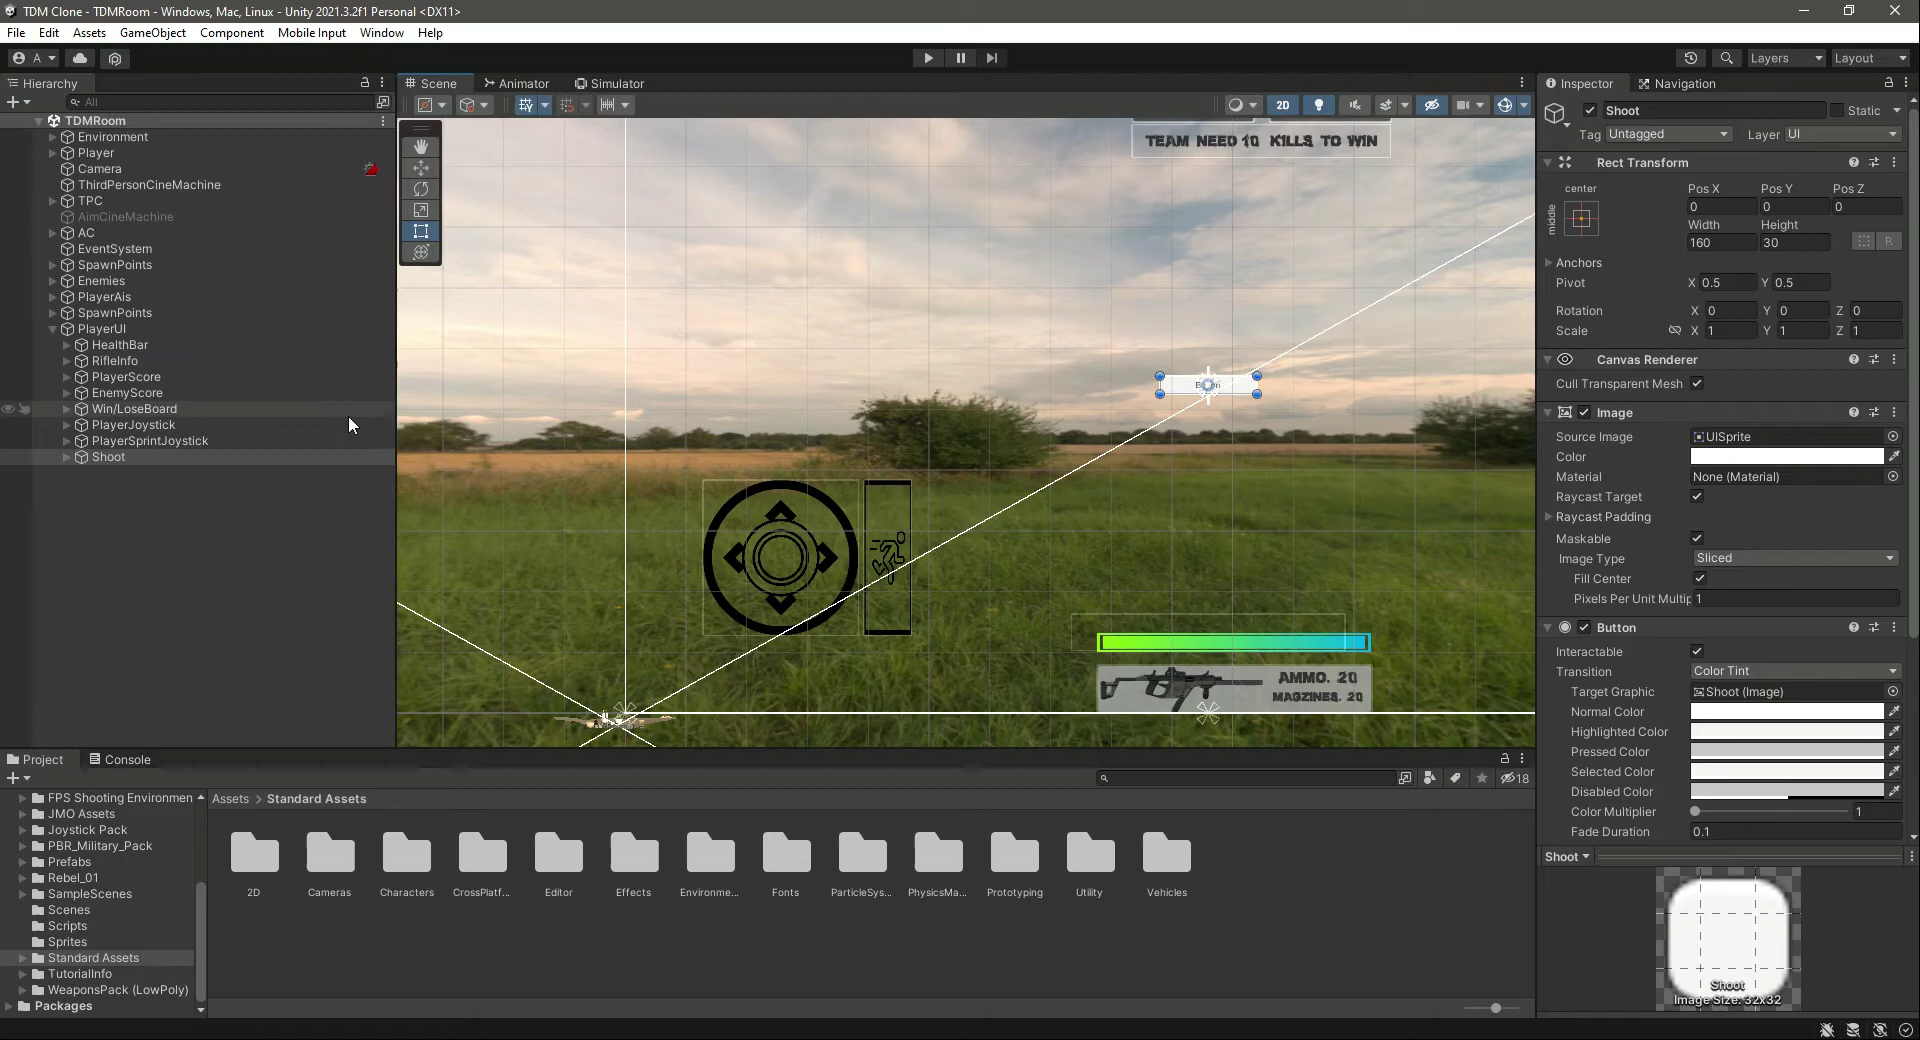 TDM Clone - TDMRoom - Windows, Mac, Linux - Unity 2021.3.2f1 Personal <DX11>
File Edit Assets GameObject Component Mobile Input Window Help
A Layers Layout
Hierarchy
All
TDMRoom
Environment
Player
Camera
ThirdPersonCineMachine
TPC
AimCineMachine
AC
EventSystem
SpawnPoints
Enemies
PlayerAis
SpawnPoints
PlayerUI
HealthBar
RifleInfo
PlayerScore
EnemyScore
Win/LoseBoard
PlayerJoystick
PlayerSprintJoystick
Shoot
Scene Animator Simulator
2D
TEAM NEED 10 KILLS TO WIN
AMMO. 20
MAGZINES. 20
Inspector Navigation
Shoot Static
Tag Untagged Layer UI
Rect Transform
center
middle
Pos X Pos Y Pos Z
0 0 0
Width Height
160 30
R
Anchors
Pivot X 0.5 Y 0.5
Rotation X 0 Y 0 Z 0
Scale X 1 Y 1 Z 1
Canvas Renderer
Cull Transparent Mesh
Image
Source Image UISprite
Color
Material None (Material)
Raycast Target
Raycast Padding
Maskable
Image Type Sliced
Fill Center
Pixels Per Unit Multip 1
Button
Interactable
Transition Color Tint
Target Graphic Shoot (Image)
Normal Color
Highlighted Color
Pressed Color
Selected Color
Disabled Color
Color Multiplier 1
Fade Duration 0.1
Shoot
Shoot
Image Size: 32x32
Project Console
18
FPS Shooting Environmen
JMO Assets
Joystick Pack
PBR_Military_Pack
Prefabs
Rebel_01
SampleScenes
Scenes
Scripts
Sprites
Standard Assets
TutorialInfo
WeaponsPack (LowPoly)
Packages
Assets > Standard Assets
2D Cameras Characters CrossPlatf... Editor Effects Environme... Fonts ParticleSys... PhysicsMa... Prototyping Utility Vehicles